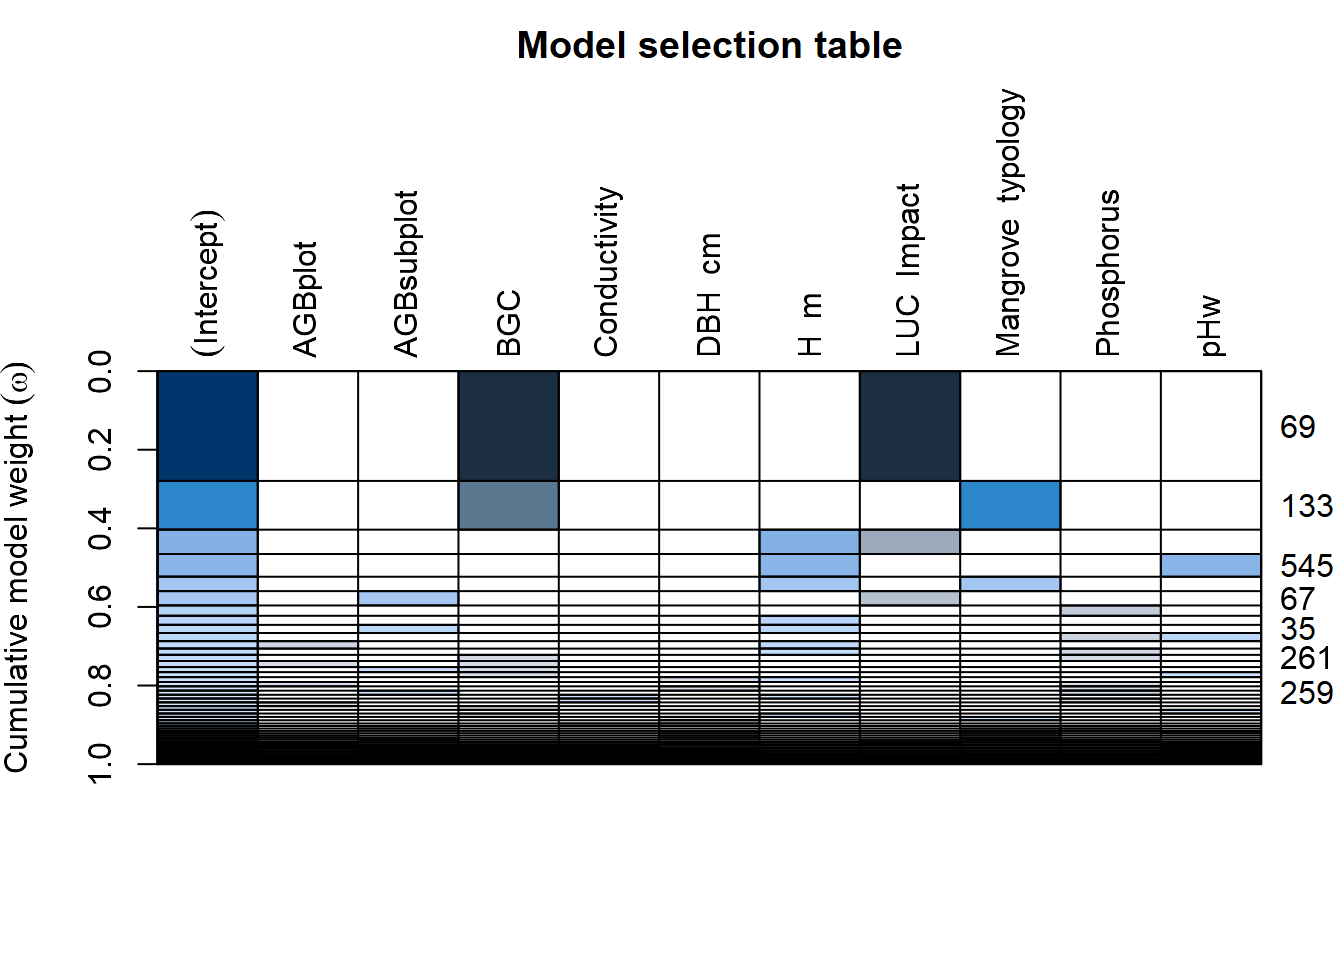 Model selection table
(Intercept)
AGBplot
AGBsubplot
BGC
Conductivity
DBH cm
H m
LUC Impact
Mangrove typology
Phosphorus
pHw
Cumulative model weight (ω)
0.0
0.2
0.4
0.6
0.8
1.0
69
133
545
67
35
261
259